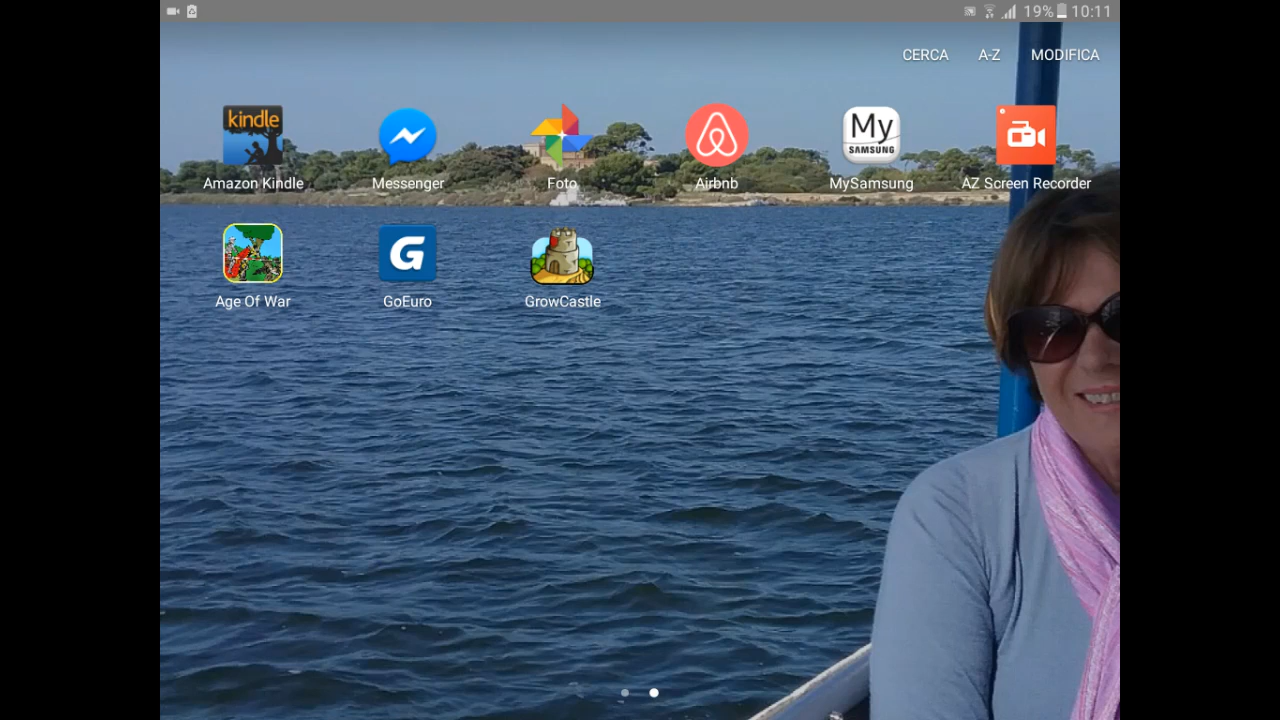 19% 10:11
CERCA A-Z MODIFICA
kindle
My
SAMSUNG
Amazon Kindle Messenger Foto Airbnb MySamsung AZ Screen Recorder
G
Age Of War GoEuro GrowCastle